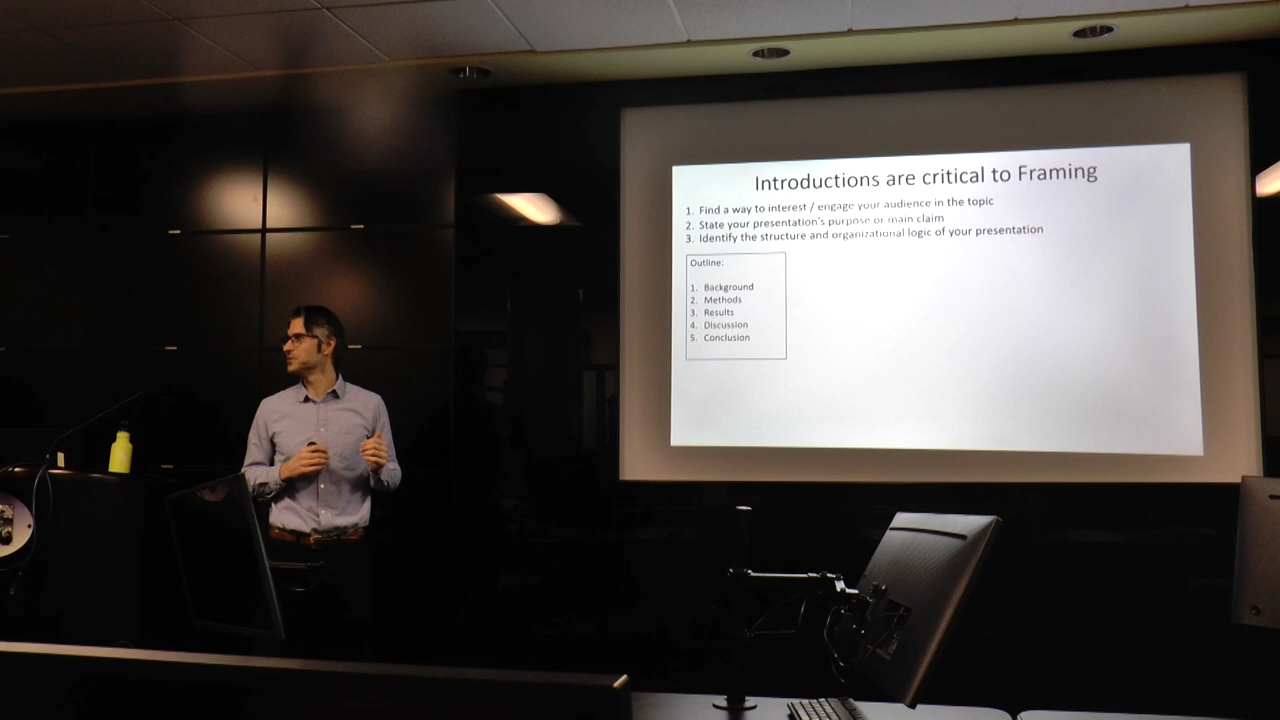 Introductions are critical to Framing
1. Find a way to interest / engage your audience in the topic
2. State your presentation's purpose or main claim
3. Identify the structure and organizational logic of your presentation
Outline:
1. Background
2. Methods
3. Results
4. Discussion
5. Conclusion